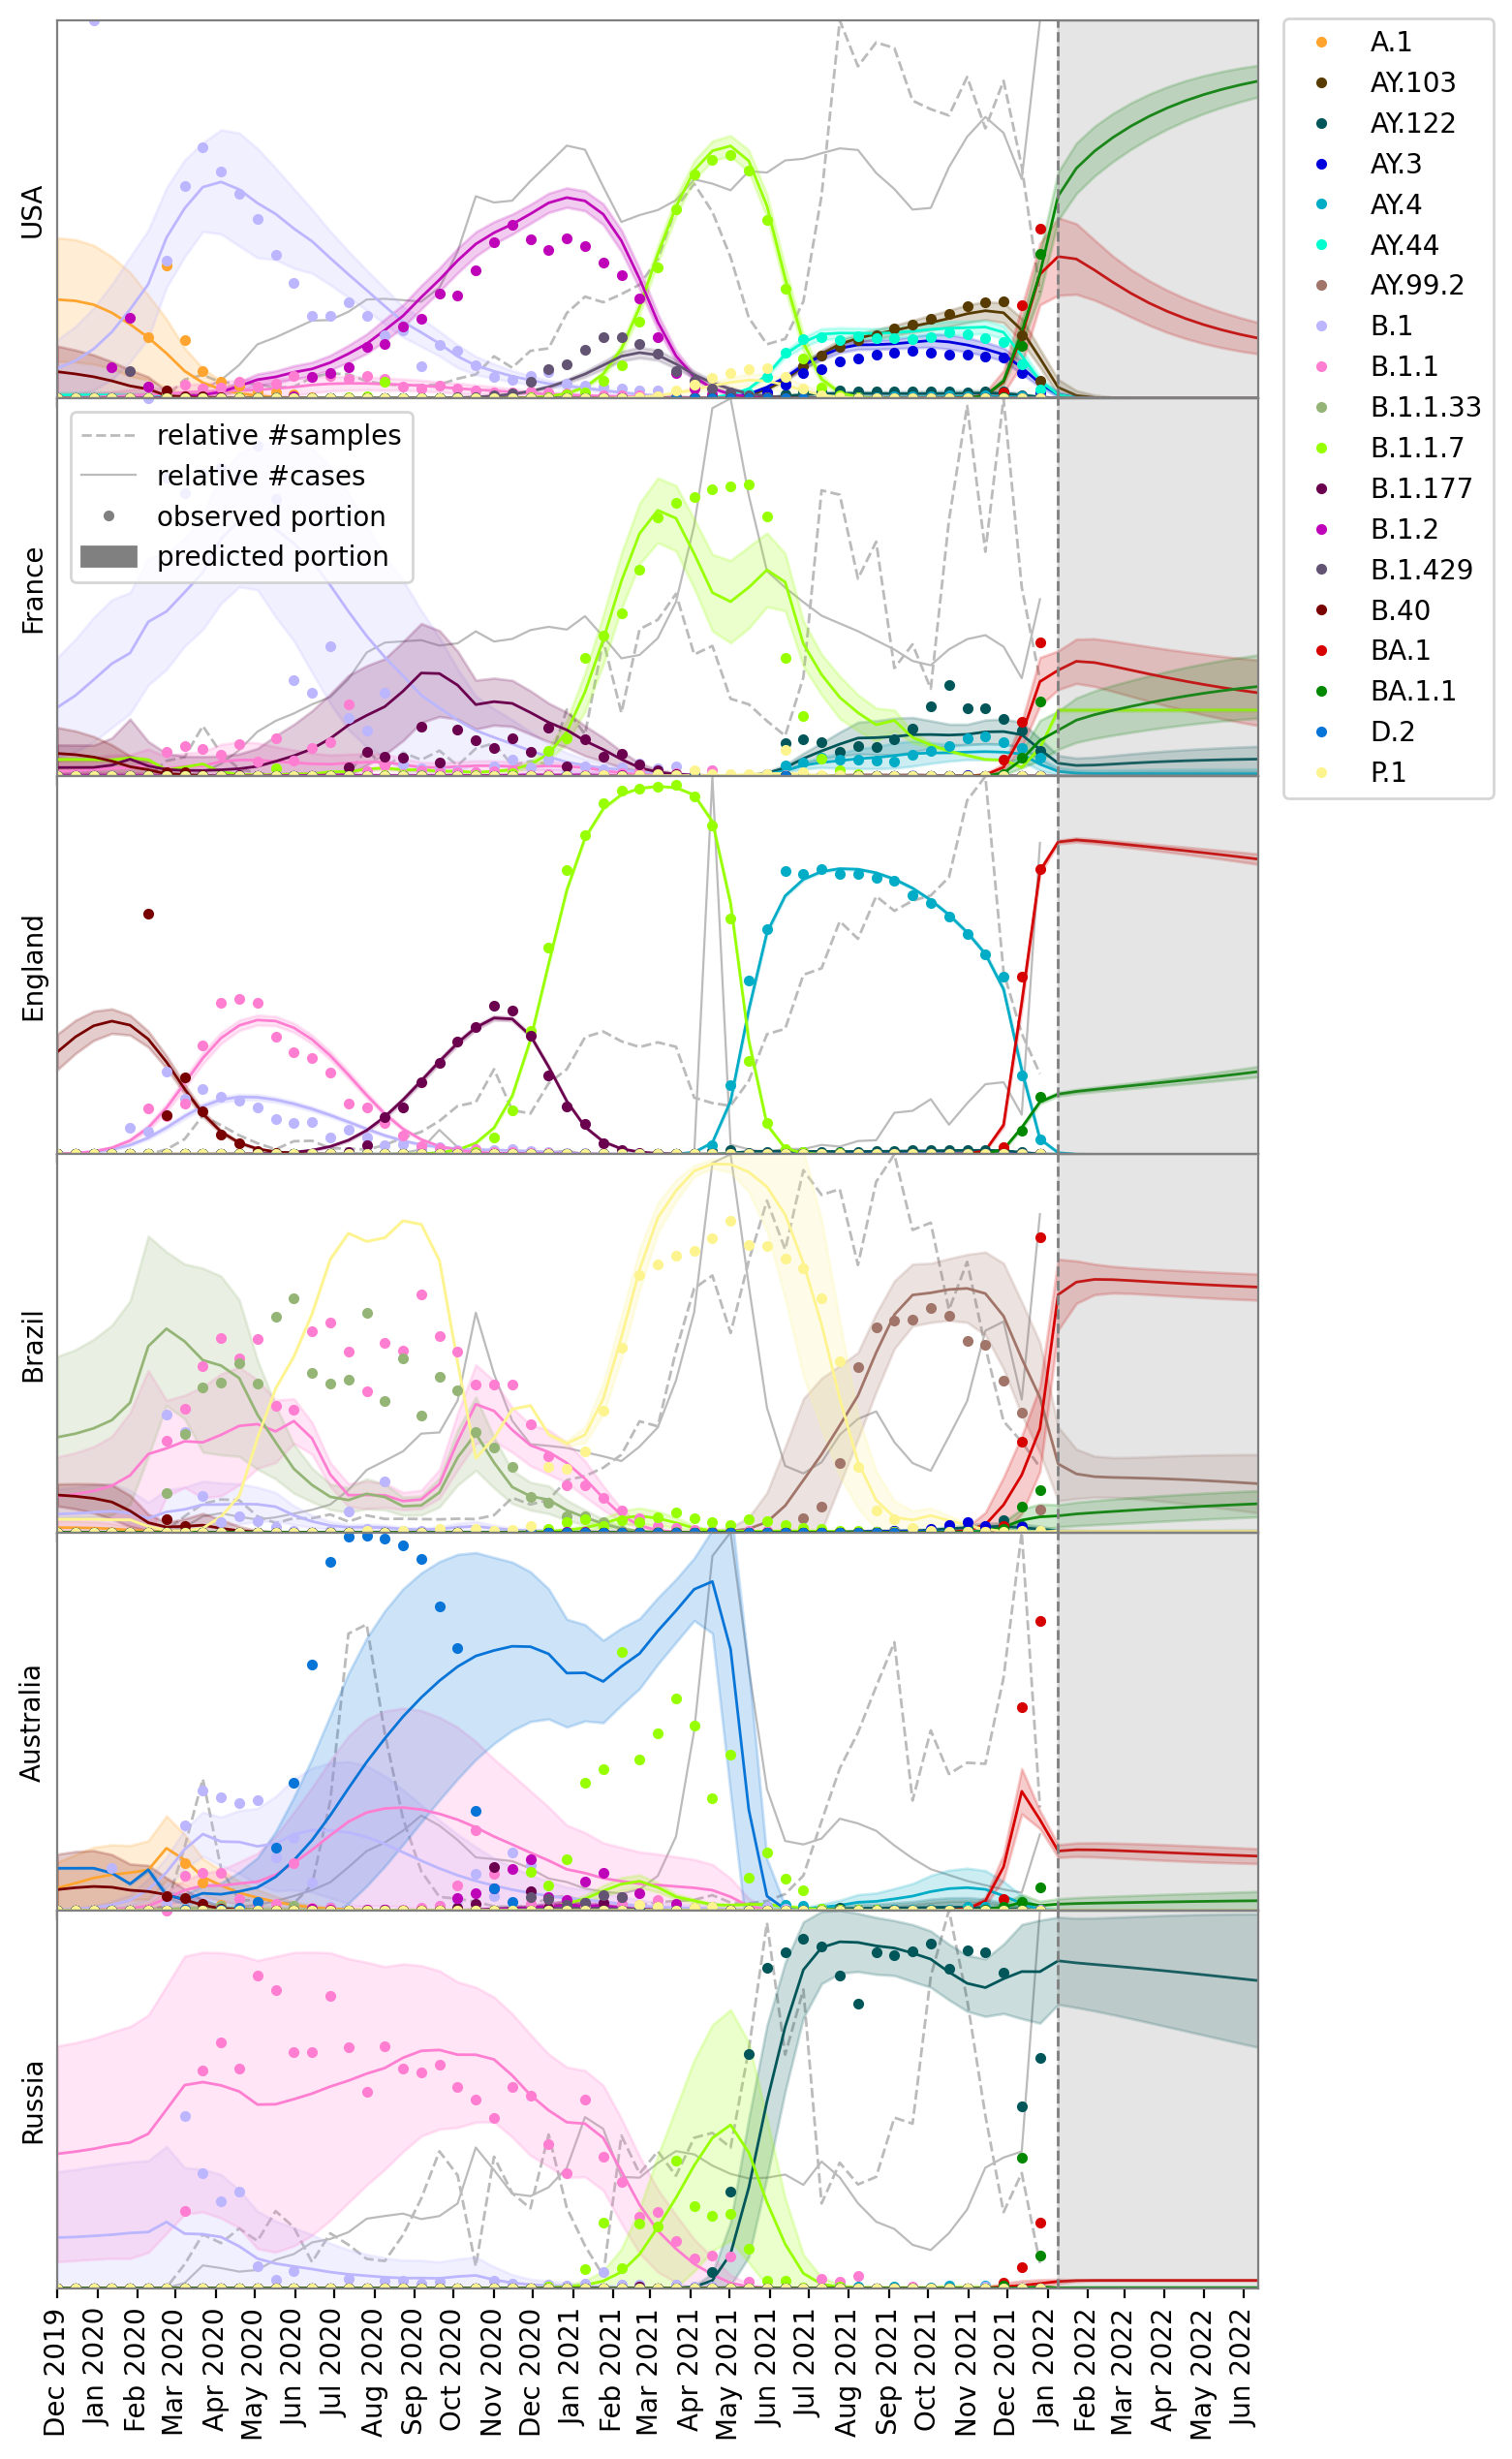 USA
France
England
Brazil
Australia
Russia
relative #samples
relative #cases
observed portion
predicted portion
A.1
AY.103
AY.122
AY.3
AY.4
AY.44
AY.99.2
B.1
B.1.1
B.1.1.33
B.1.1.7
B.1.177
B.1.2
B.1.429
B.40
BA.1
BA.1.1
D.2
P.1
Dec 2019
Jan 2020
Feb 2020
Mar 2020
Apr 2020
May 2020
Jun 2020
Jul 2020
Aug 2020
Sep 2020
Oct 2020
Nov 2020
Dec 2020
Jan 2021
Feb 2021
Mar 2021
Apr 2021
May 2021
Jun 2021
Jul 2021
Aug 2021
Sep 2021
Oct 2021
Nov 2021
Dec 2021
Jan 2022
Feb 2022
Mar 2022
Apr 2022
May 2022
Jun 2022